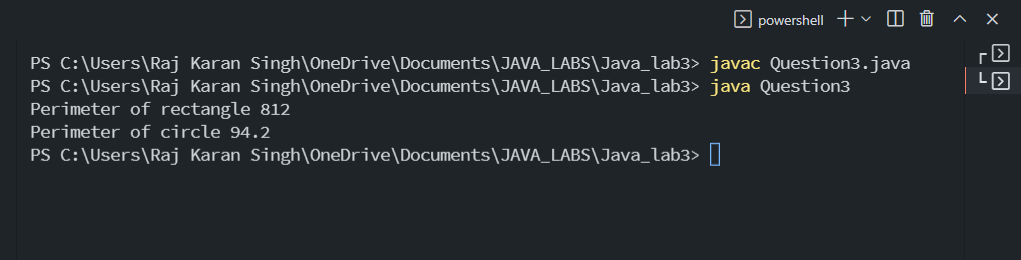 powershell
PS C:\Users\Raj Karan Singh\OneDrive\Documents\JAVA_LABS\Java_lab3> javac Question3.java
PS C:\Users\Raj Karan Singh\OneDrive\Documents\JAVA_LABS\Java_lab3> java Question3
Perimeter of rectangle 812
Perimeter of circle 94.2
PS C:\Users\Raj Karan Singh\OneDrive\Documents\JAVA_LABS\Java_lab3>